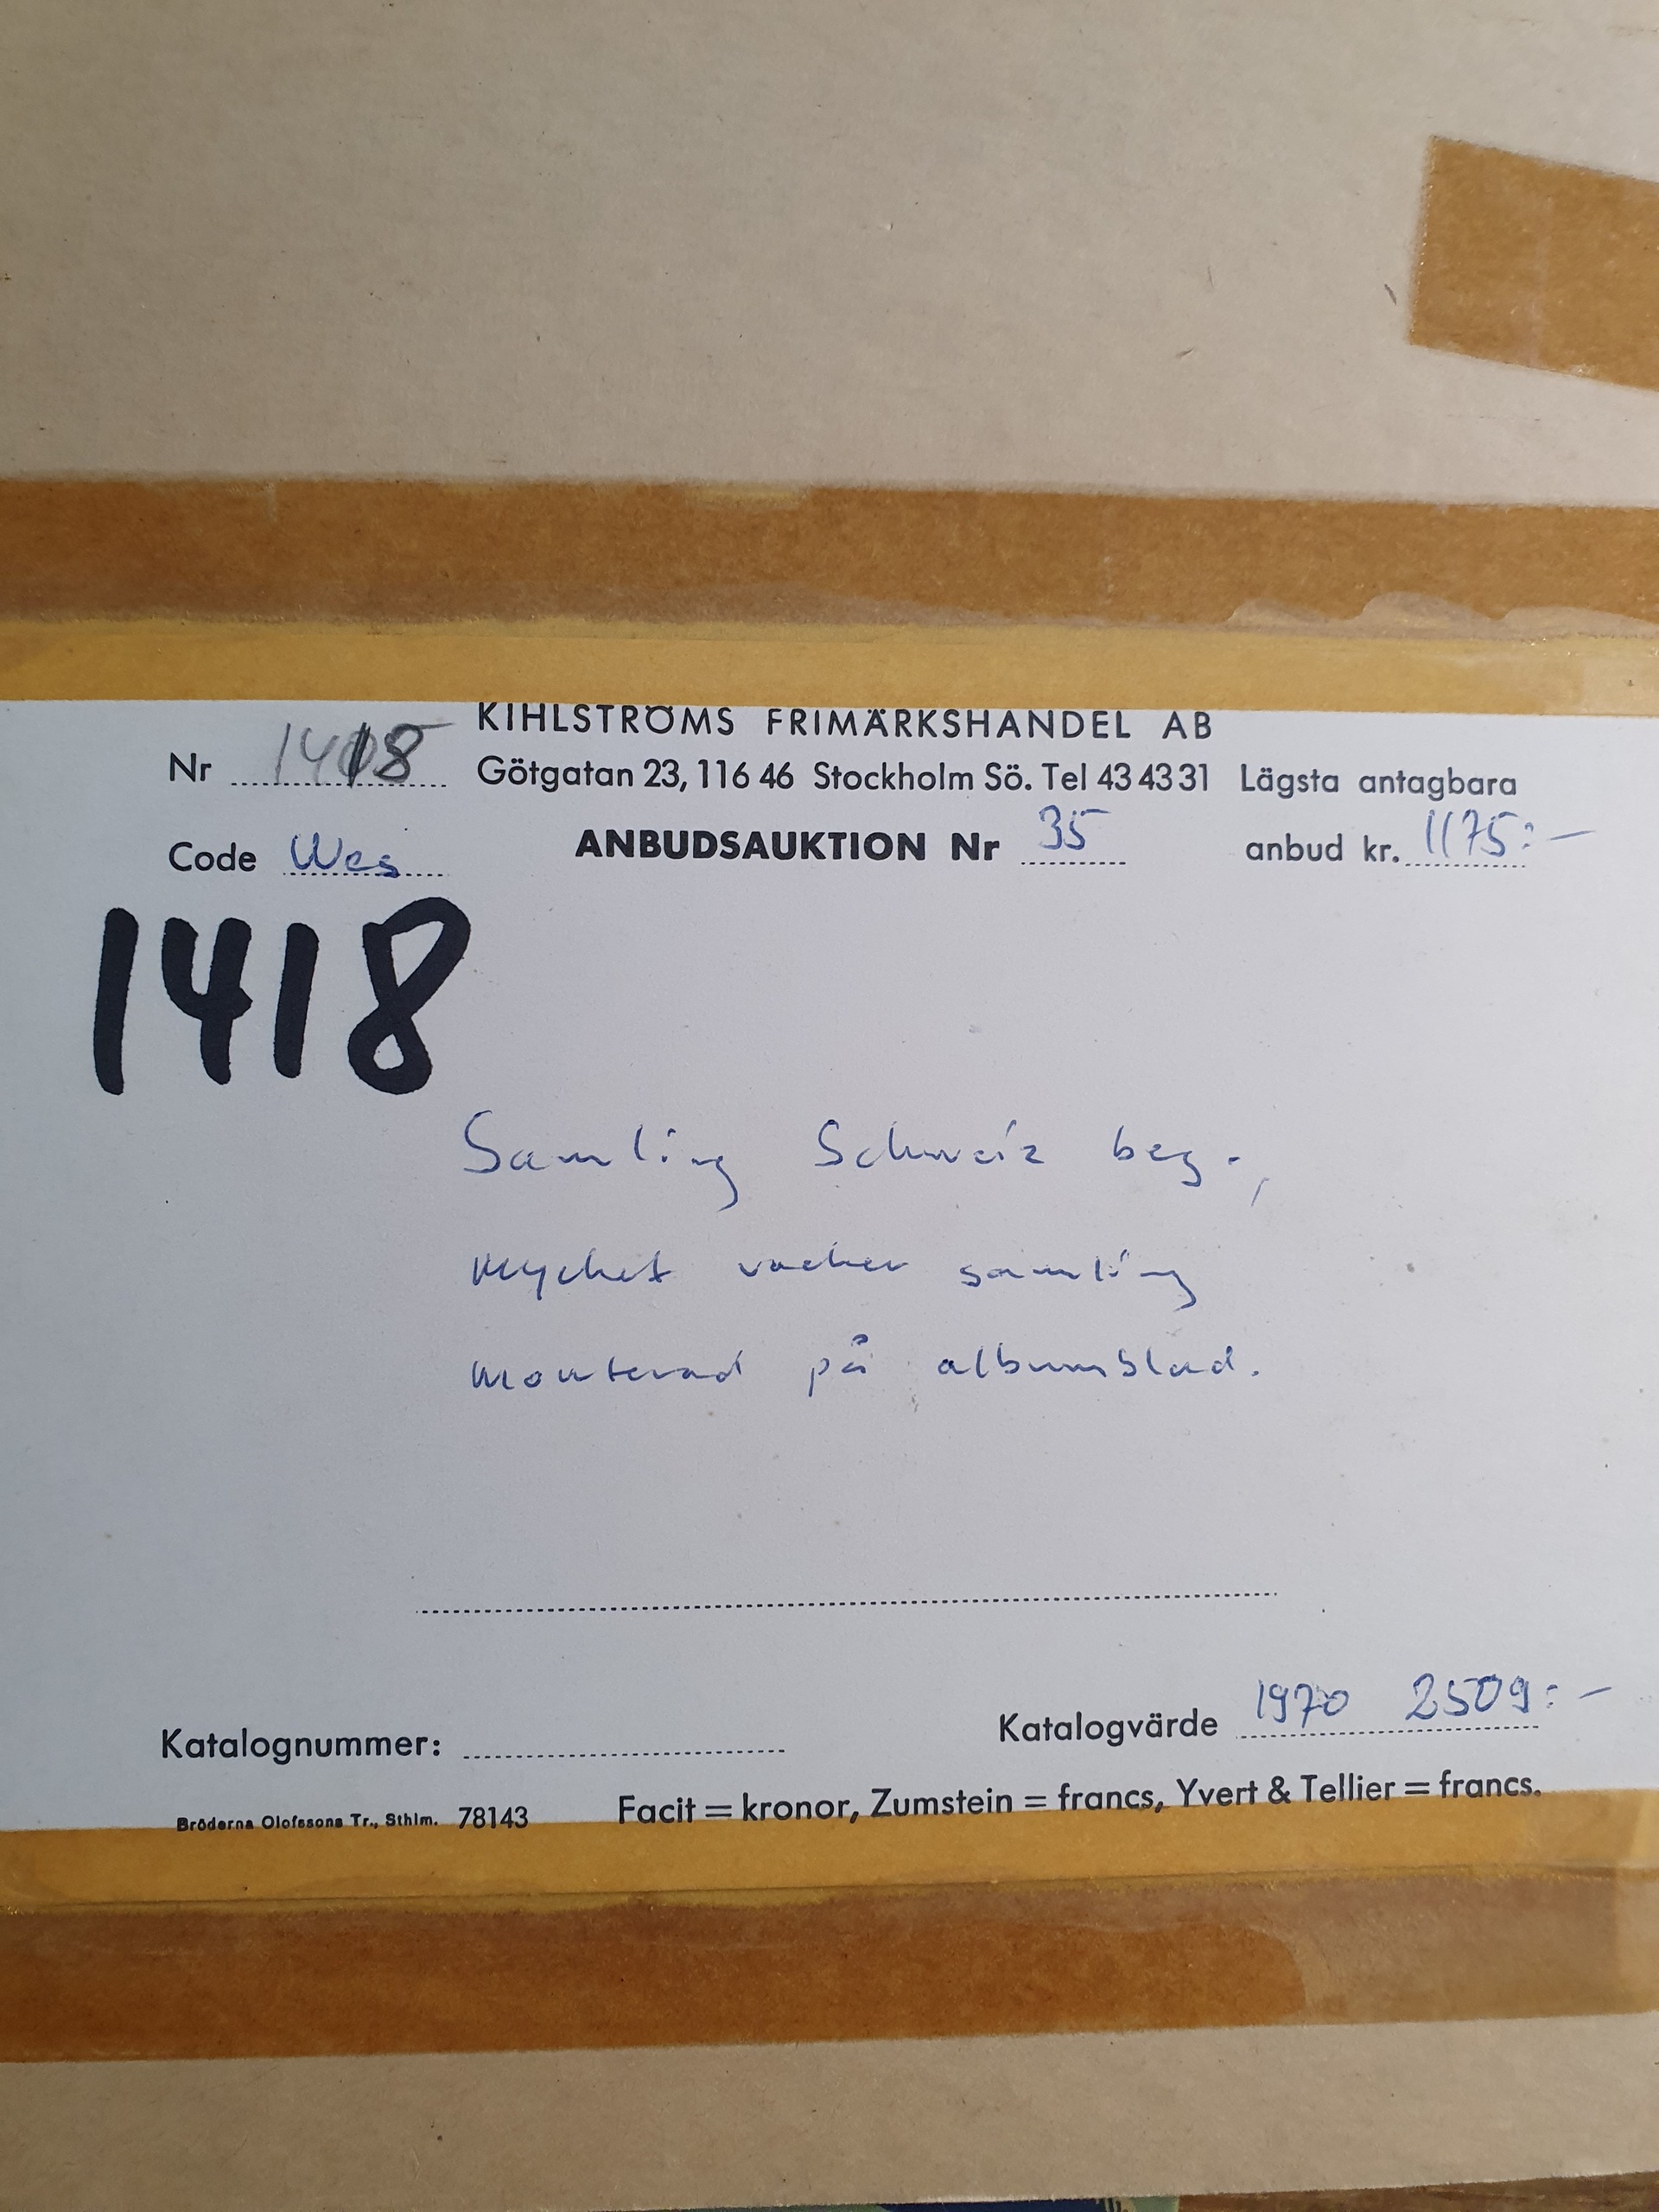 KIHLSTRÖMS FRIMÄRKSHANDEL AB
Nr 1418 Götgatan 23, 116 46 Stockholm Sö. Tel 43 43 31 Lägsta antagbara
Code Wes ANBUDSAUKTION Nr 35 anbud kr. 1175:-
1418
Samling Schweiz beg.,
Mycket vacker samling
monterad på albumblad.
Katalognummer: Katalogvärde 1970 2509:-
Bröderna Olofssons Tr., Sthlm. 78143 Facit = kronor, Zumstein = francs, Yvert & Tellier = francs.